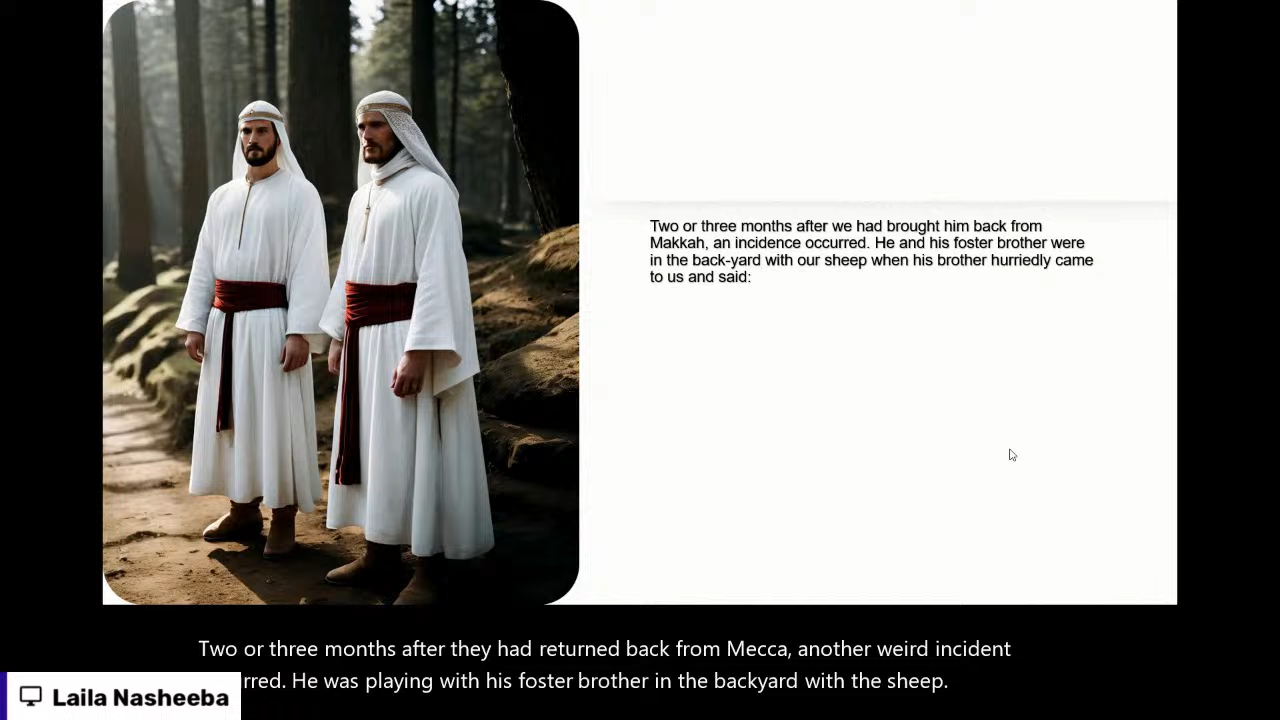 Two or three months after we had brought him back from
Makkah, an incidence occurred. He and his foster brother were
in the back-yard with our sheep when his brother hurriedly came
to us and said:
Two or three months after they had returned back from Mecca, another weird incident
rred. He was playing with his foster brother in the backyard with the sheep.
Laila Nasheeba